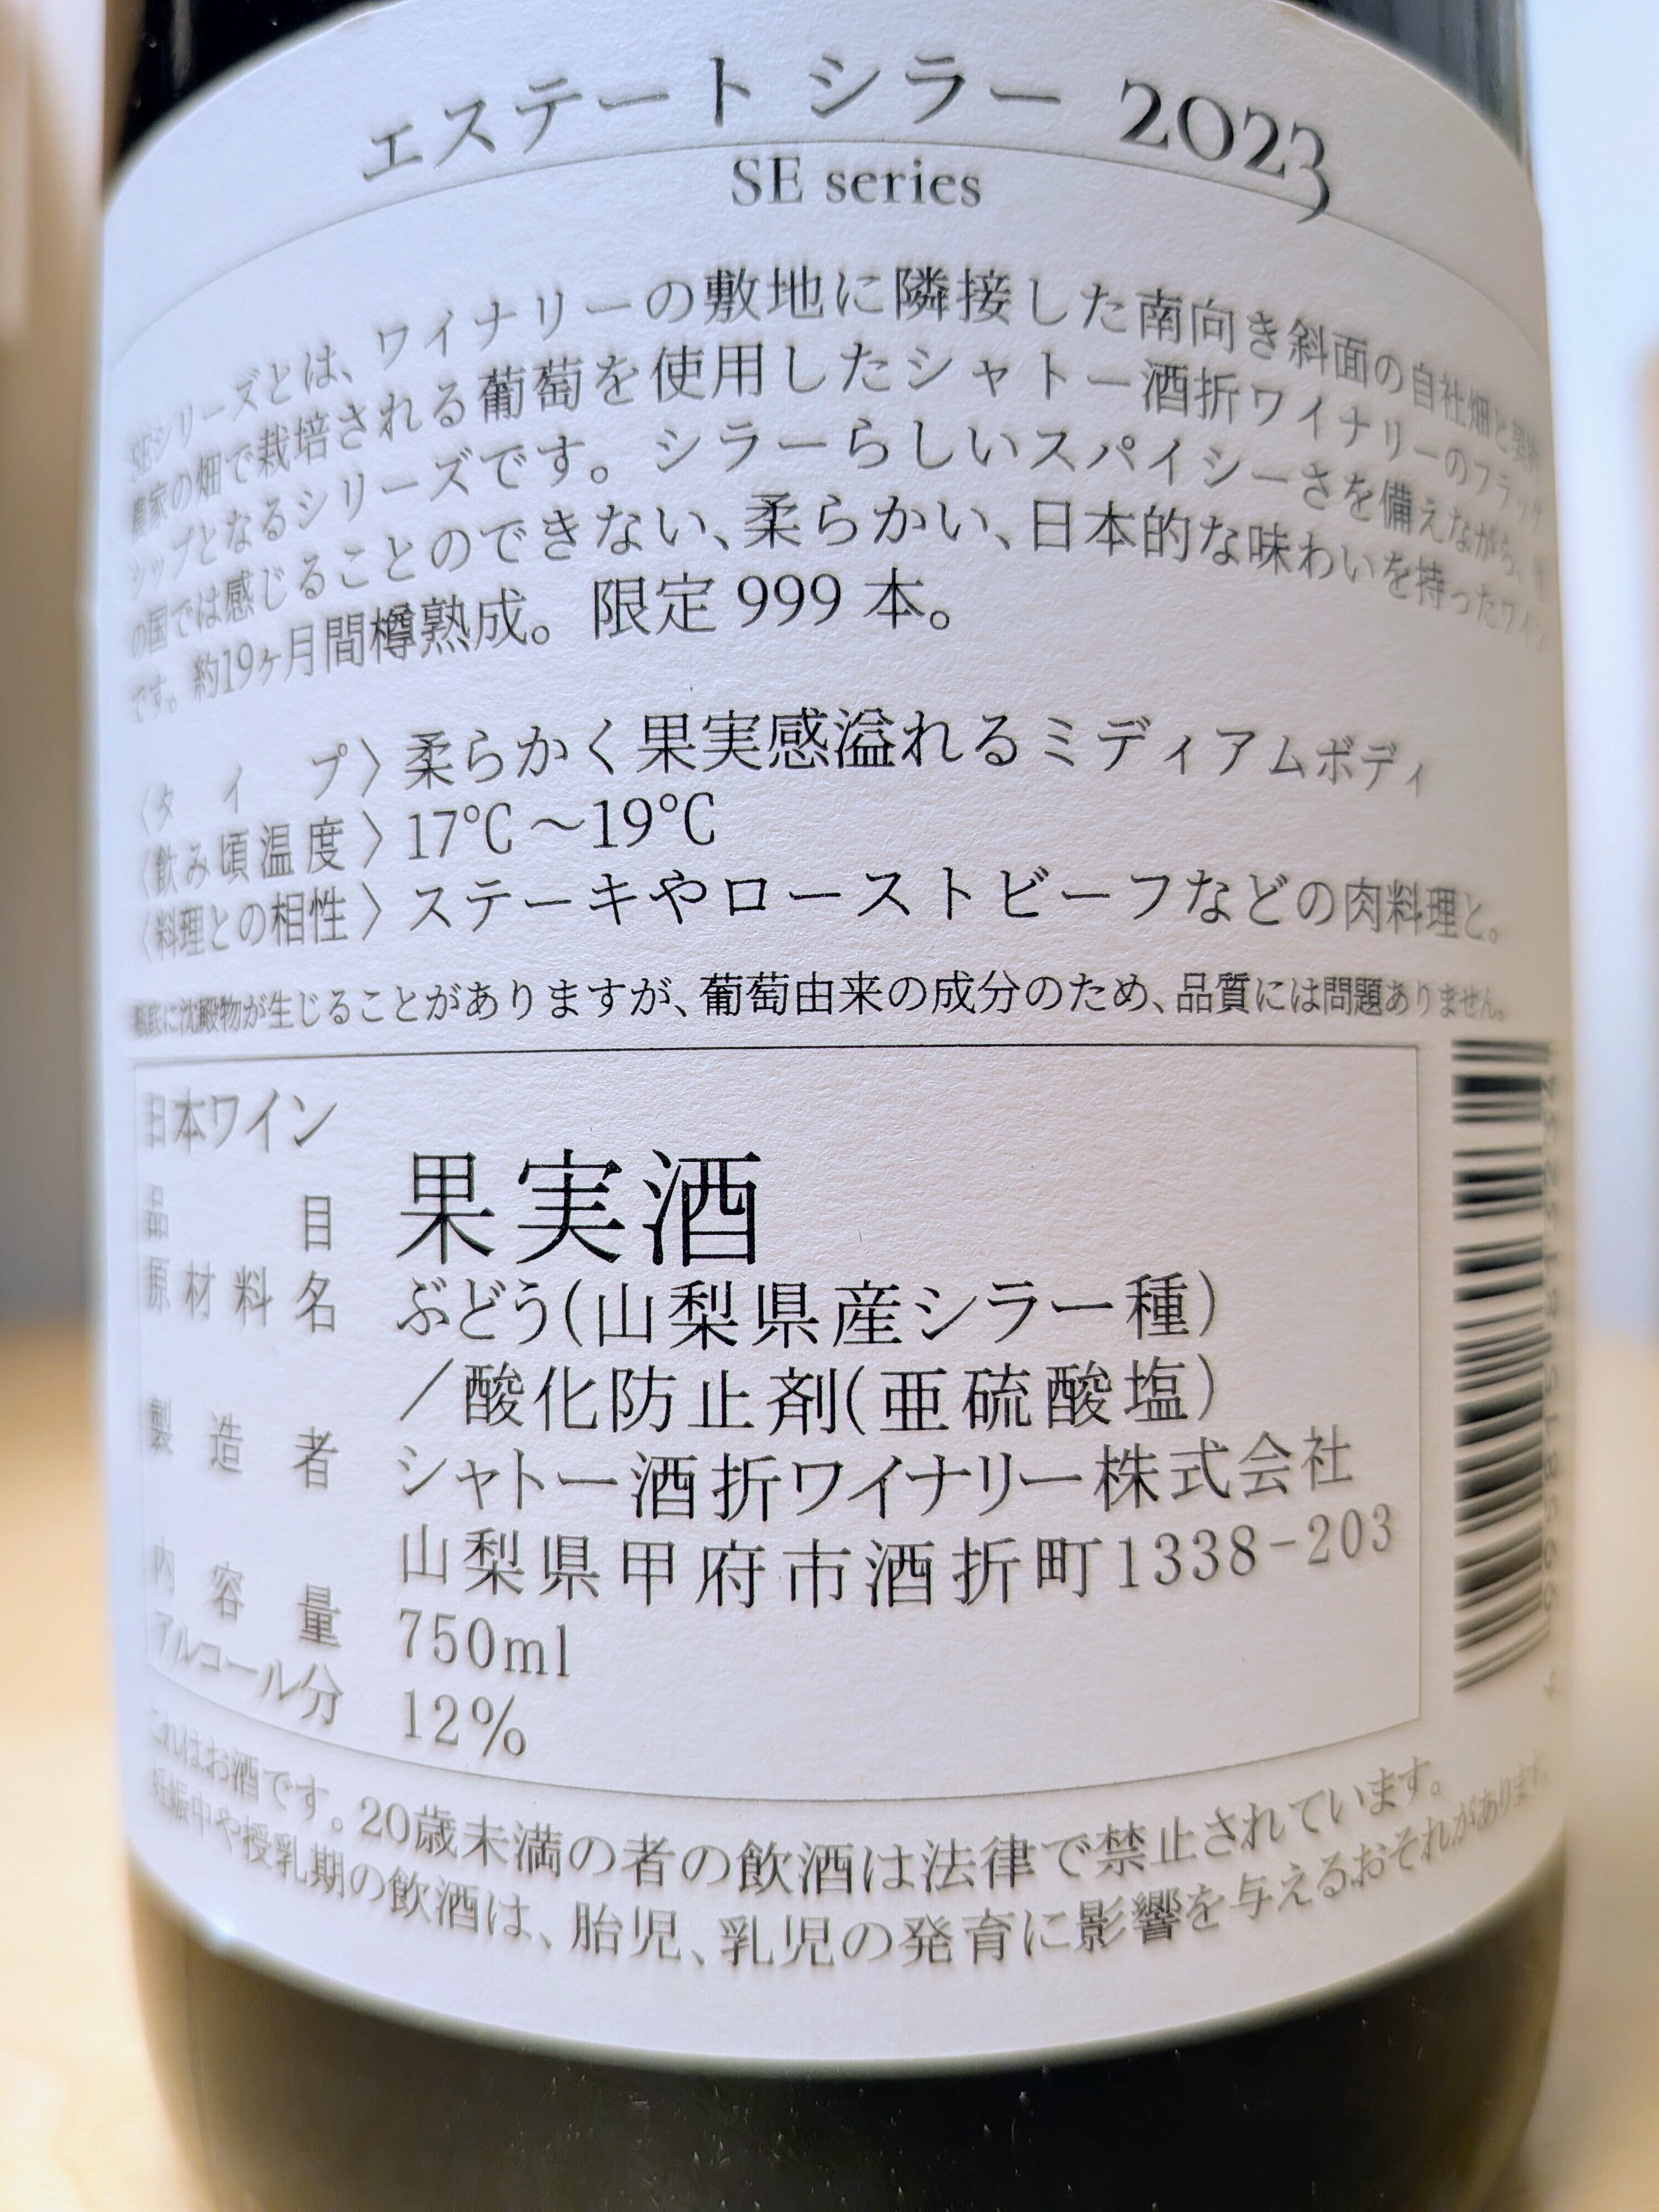 エステート シラー 2023
SE series
SEシリーズとは、ワイナリーの敷地に隣接した南向き斜面の自社畑と契約
農家の畑で栽培される葡萄を使用したシャトー酒折ワイナリーのフラッグ
シップとなるシリーズです。シラーらしいスパイシーさを備えながら、
の国では感じることのできない、柔らかい、日本的な味わいを持ったワイン
です。約19ヶ月間樽熟成。限定 999 本。
〈タイプ〉柔らかく果実感溢れるミディアムボディ
〈飲み頃温度〉17℃～19℃
〈料理との相性〉ステーキやローストビーフなどの肉料理と。
瓶底に沈殿物が生じることがありますが、葡萄由来の成分のため、品質には問題ありません。
日本ワイン
品目 果実酒
原材料名 ぶどう(山梨県産シラー種)
/酸化防止剤(亜硫酸塩)
製造者 シャトー酒折ワイナリー株式会社
山梨県甲府市酒折町1338-203
内容量 750ml
アルコール分 12%
これはお酒です。20歳未満の者の飲酒は法律で禁止されています。
妊娠中や授乳期の飲酒は、胎児、乳児の発育に影響を与えるおそれがあります